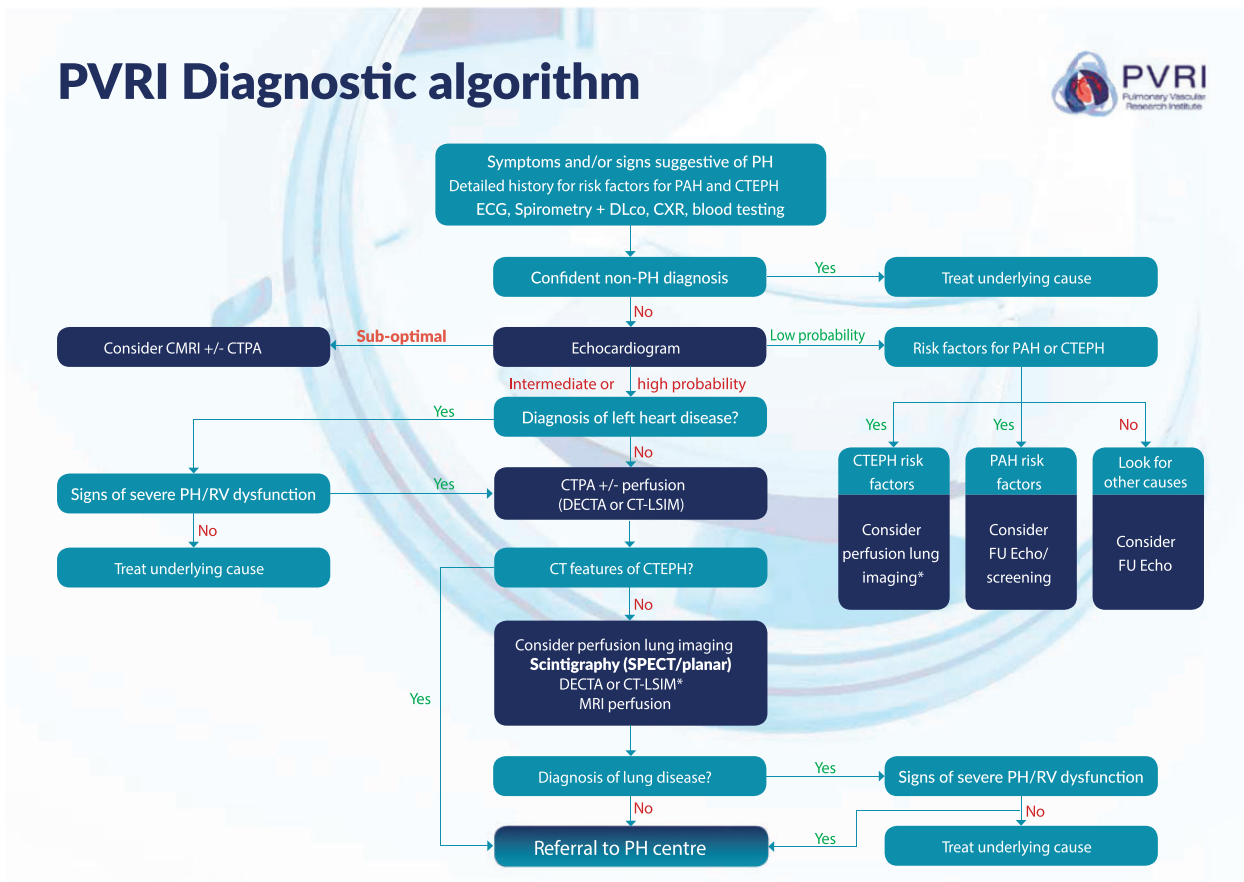 PVRI Diagnostic algorithm
PVRI
Pulmonary Vascular
Research Institute
Symptoms and/or signs suggestive of PH
Detailed history for risk factors for PAH and CTEPH
ECG, Spirometry + DLco, CXR, blood testing
Confident non-PH diagnosis
Yes
Treat underlying cause
No
Consider CMRI +/- CTPA
Sub-optimal
Echocardiogram
Low probability
Risk factors for PAH or CTEPH
Intermediate or high probability
Yes
Diagnosis of left heart disease?
Yes
Yes
No
No
CTEPH risk
factors
PAH risk
factors
Look for
other causes
Signs of severe PH/RV dysfunction
Yes
CTPA +/- perfusion
(DECTA or CT-LSIM)
Consider
perfusion lung
imaging*
Consider
FU Echo/
screening
Consider
FU Echo
No
Treat underlying cause
CT features of CTEPH?
No
Consider perfusion lung imaging
Scintigraphy (SPECT/planar)
DECTA or CT-LSIM*
MRI perfusion
Yes
Diagnosis of lung disease?
Yes
Signs of severe PH/RV dysfunction
No
No
Referral to PH centre
Yes
Treat underlying cause